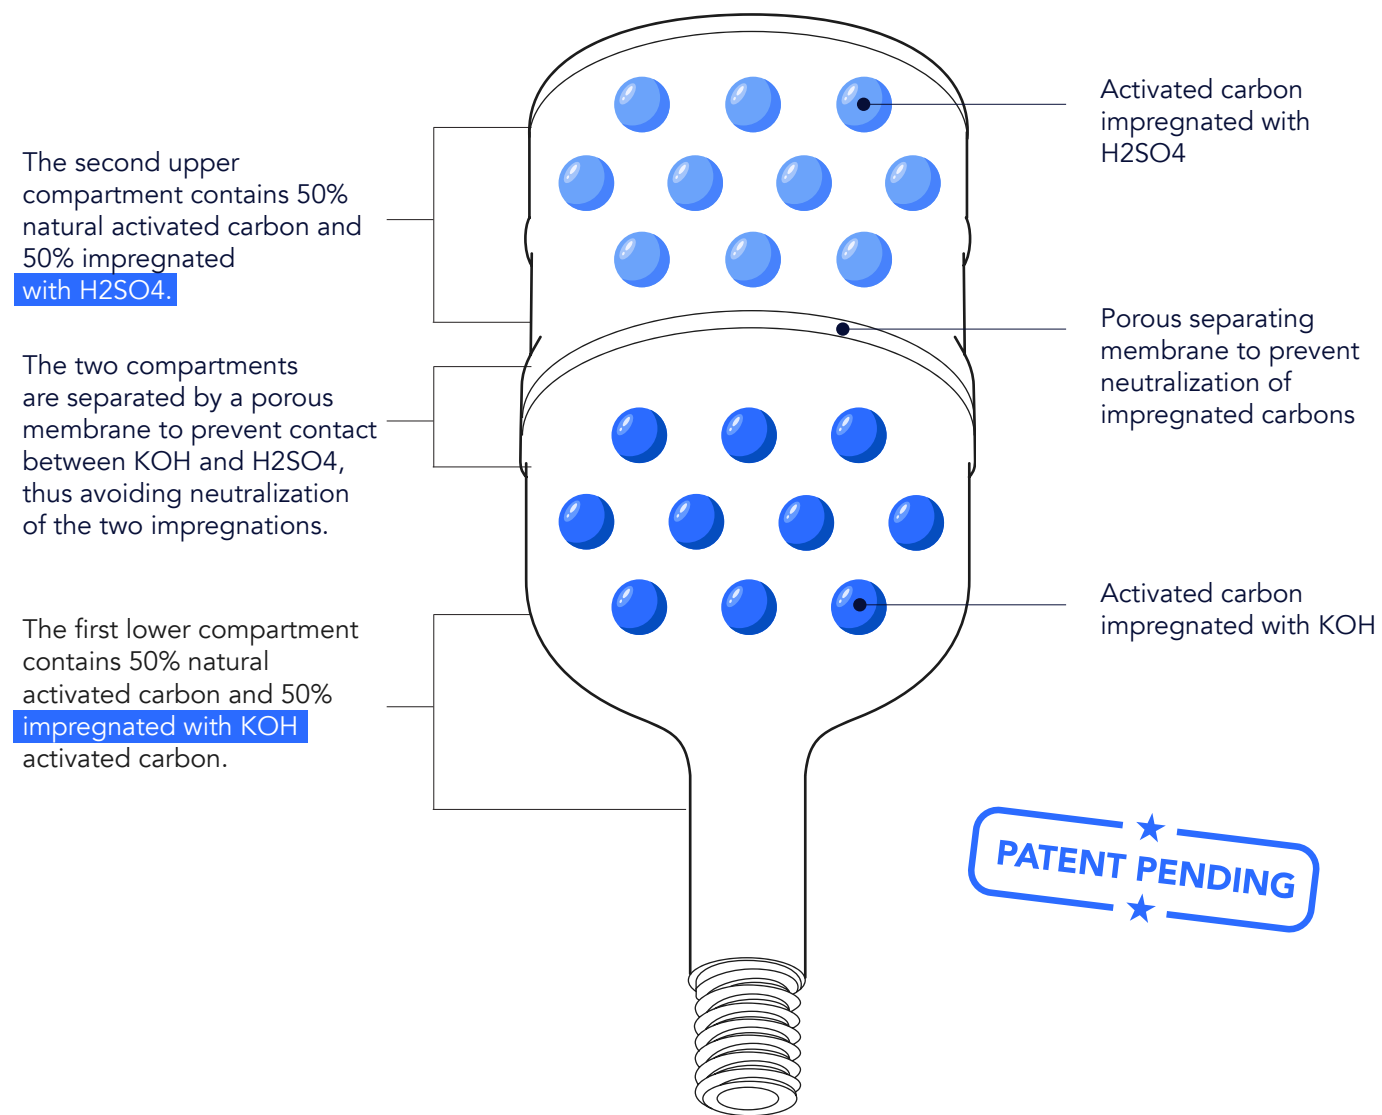 The second upper
compartment contains 50%
natural activated carbon and
50% impregnated
with H2SO4.
The two compartments
are separated by a porous
membrane to prevent contact
between KOH and H2SO4,
thus avoiding neutralization
of the two impregnations.
The first lower compartment
contains 50% natural
activated carbon and 50%
impregnated with KOH
activated carbon.
Activated carbon
impregnated with
H2SO4
Porous separating
membrane to prevent
neutralization of
impregnated carbons
Activated carbon
impregnated with KOH
PATENT PENDING